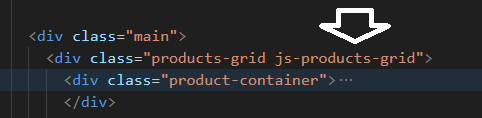 <div class="main">
<div class="products-grid js-products-grid">
<div class="product-container">···
</div>